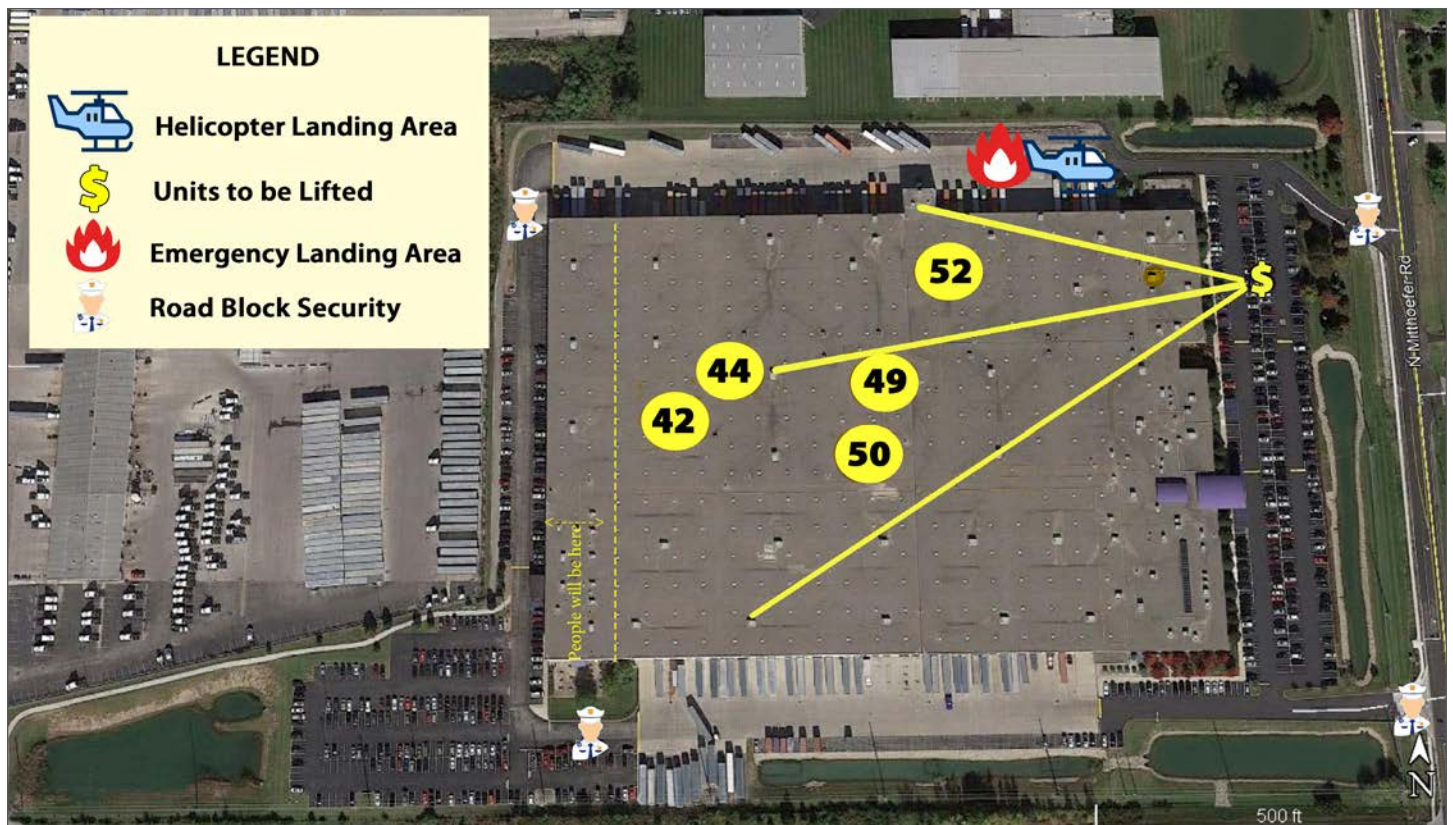 LEGEND
Helicopter Landing Area
$ Units to be Lifted
Emergency Landing Area
Road Block Security
52
$
44
49
42
50
People will be here
N Mitthoefer Rd
N
500 ft